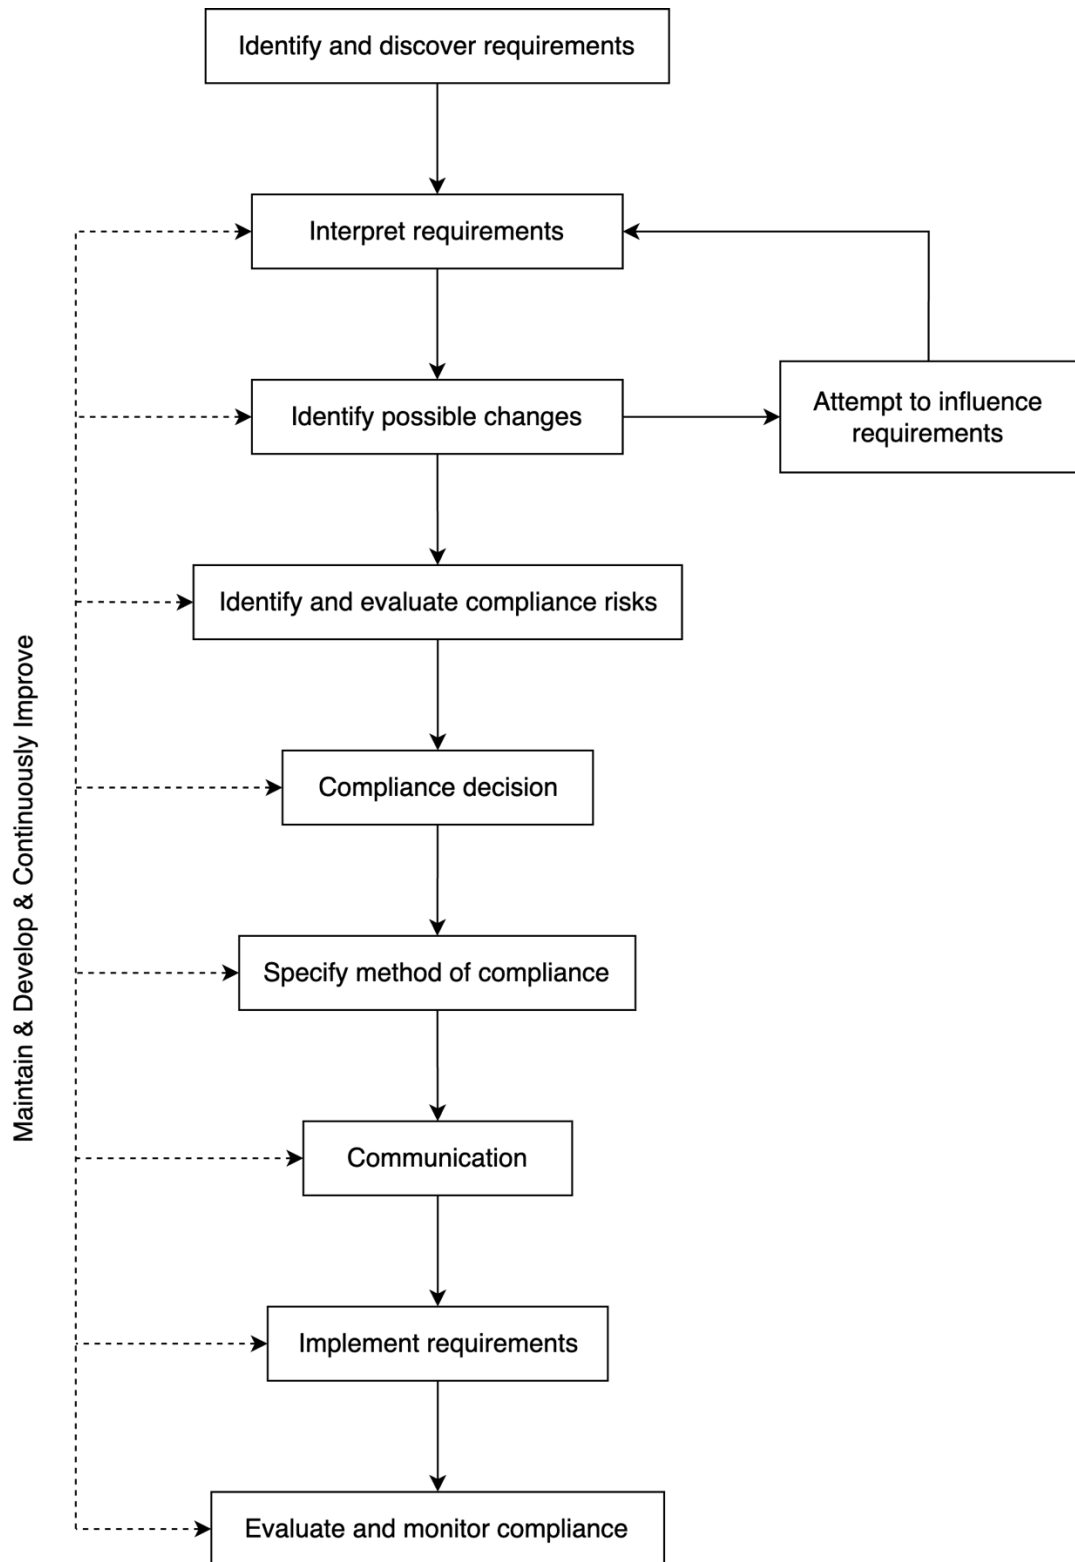 Identify and discover requirements
Interpret requirements
Identify possible changes
Attempt to influence
requirements
Identify and evaluate compliance risks
Compliance decision
Specify method of compliance
Communication
Implement requirements
Evaluate and monitor compliance
Maintain & Develop & Continuously Improve